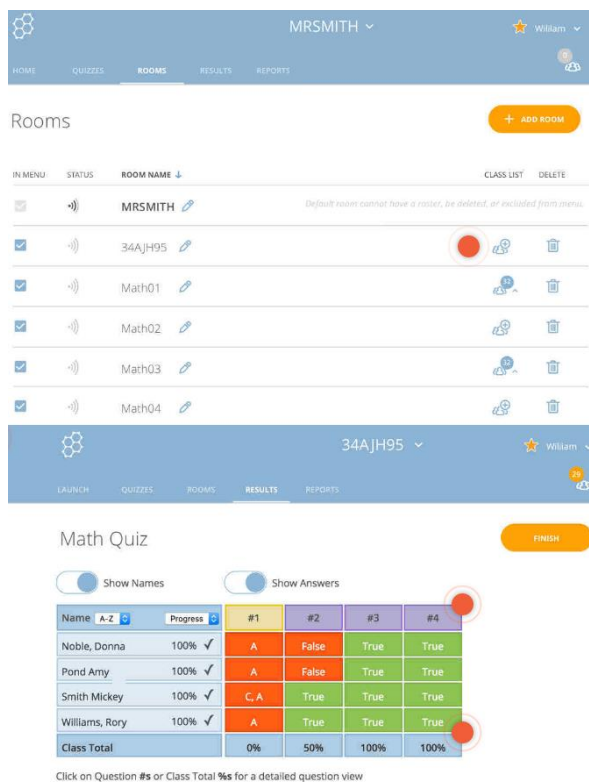 MRSMITH
William
0
HOME QUIZZES ROOMS RESULTS REPORTS
Rooms
+ ADD ROOM
IN MENU STATUS ROOM NAME ↓ CLASS LIST DELETE
MRSMITH Default room cannot have a roster, be deleted, or excluded from menu.
34AJH95
Math01 32
Math02
Math03 32
Math04
34AJH95
William
26
LAUNCH QUIZZES ROOMS RESULTS REPORTS
Math Quiz
FINISH
Show Names Show Answers
Name A-Z Progress #1 #2 #3 #4
Noble, Donna 100% ✓ A False True True
Pond Amy 100% ✓ A False True True
Smith Mickey 100% ✓ C, A True True True
Williams, Rory 100% ✓ A True True True
Class Total 0% 50% 100% 100%
Click on Question #s or Class Total %s for a detailed question view